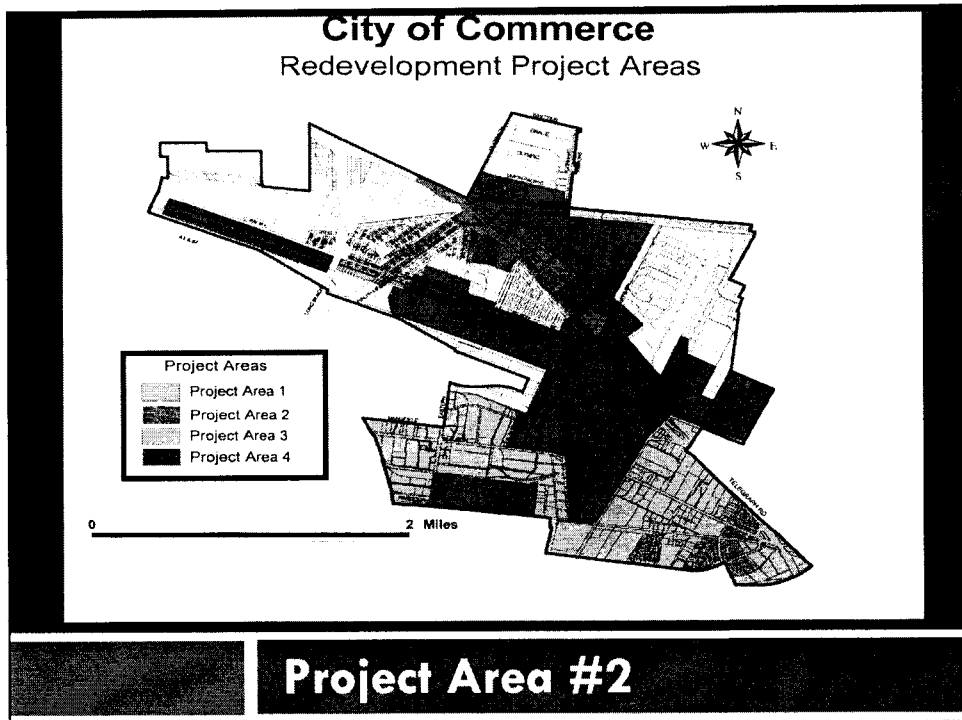 City of Commerce
Redevelopment Project Areas
N
W E
S
OLYMPIC
Project Areas
Project Area 1
Project Area 2
Project Area 3
Project Area 4
TELEGRAPH RD
0 2 Miles
Project Area #2